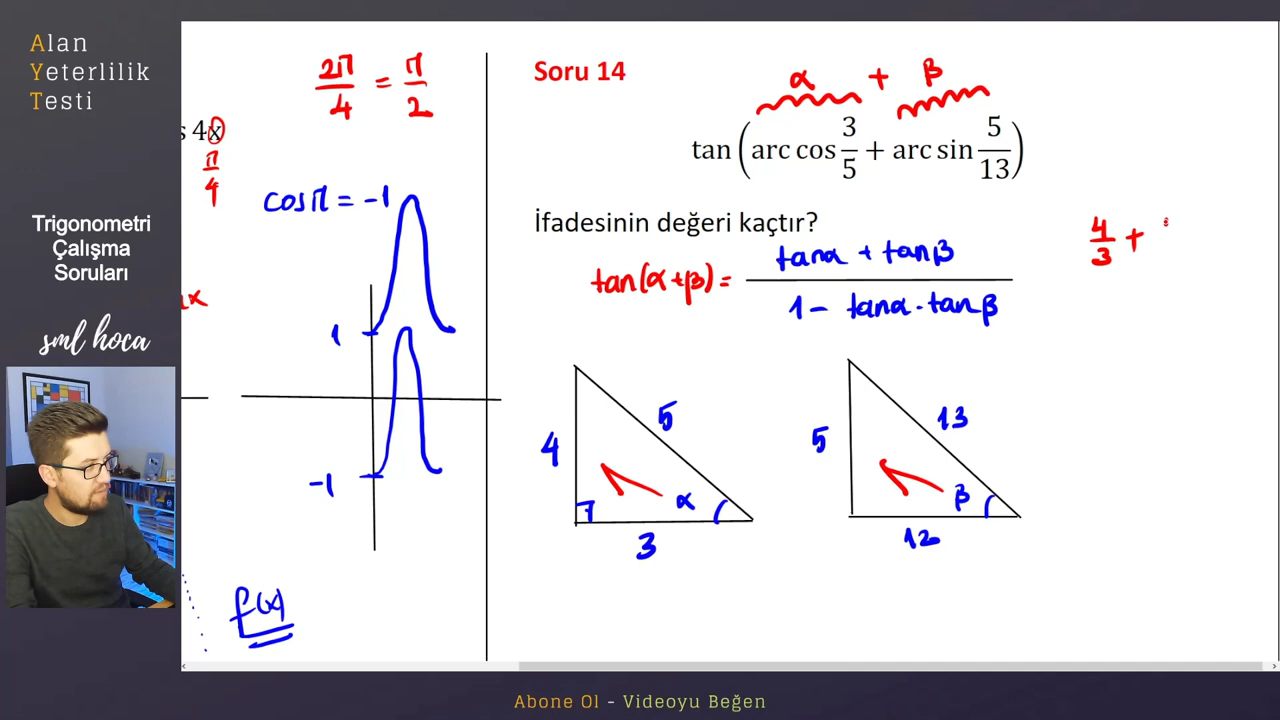 Alan
Yeterlilik
Testi
Trigonometri
Çalışma
Soruları
sml hoca
s 4x
π/4
2π/4 = π/2
cosπ = -1
1
-1
f(x)
Soru 14
α + β
tan(arc cos 3/5 + arc sin 5/13)
İfadesinin değeri kaçtır?
tan(α+β) = tanα + tanβ / 1 - tanα · tanβ
4/3 +
4 5 α 3
5 13 β 12
Abone Ol - Videoyu Beğen